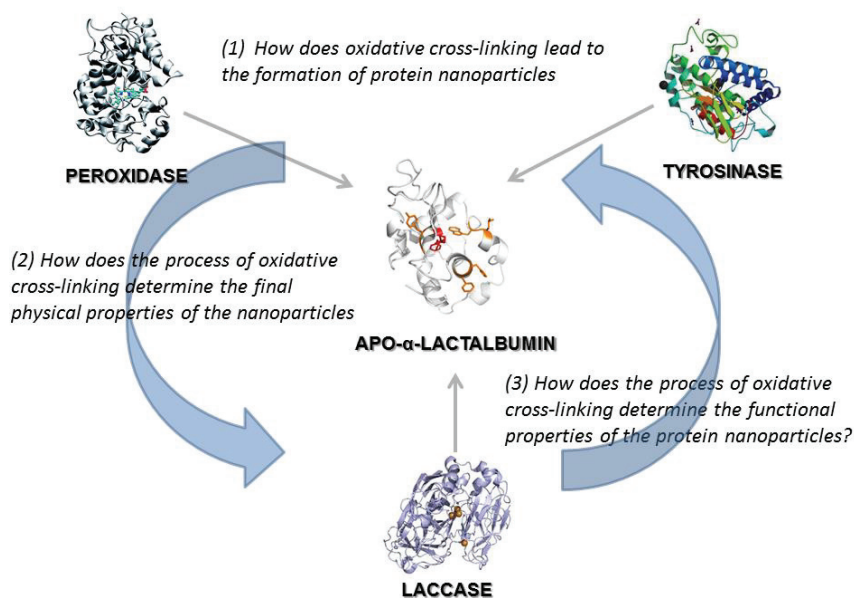 (1) How does oxidative cross-linking lead to
the formation of protein nanoparticles
PEROXIDASE
TYROSINASE
(2) How does the process of oxidative
cross-linking determine the final
physical properties of the nanoparticles
APO-α-LACTALBUMIN
(3) How does the process of oxidative
cross-linking determine the functional
properties of the protein nanoparticles?
LACCASE